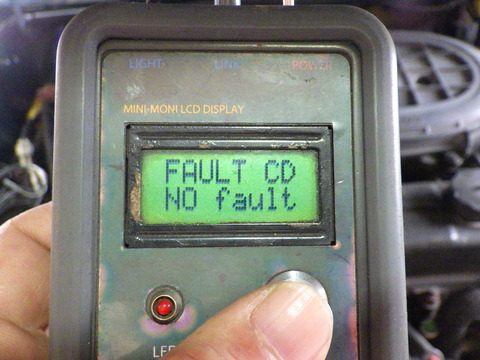 LIGHT LINK POWER
MINI-MONI LCD DISPLAY
FAULT CD
NO fault